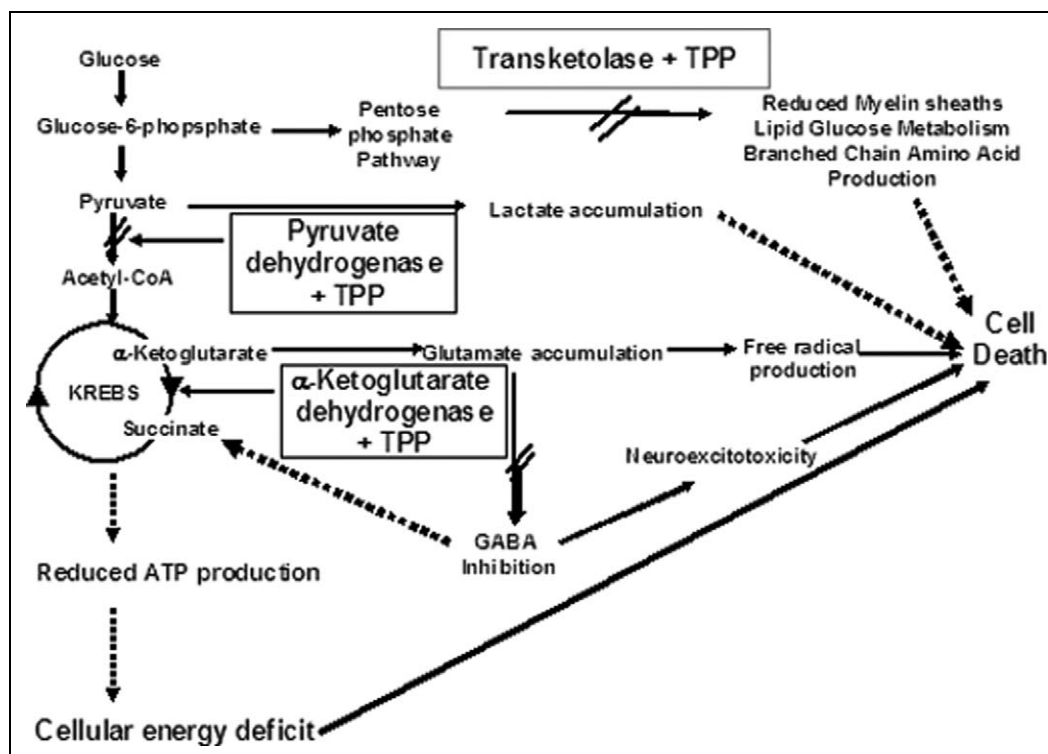 Glucose
Transketolase + TPP
Glucose-6-phopsphate
Pentose
phosphate
Pathway
Reduced Myelin sheaths
Lipid Glucose Metabolism
Branched Chain Amino Acid
Production
Pyruvate
Lactate accumulation
Pyruvate
dehydrogenase
+ TPP
Acetyl-CoA
Cell
Death
α-Ketoglutarate
Glutamate accumulation
Free radical
production
KREBS
α-Ketoglutarate
dehydrogenase
+ TPP
Succinate
Neuroexcitotoxicity
GABA
Inhibition
Reduced ATP production
Cellular energy deficit